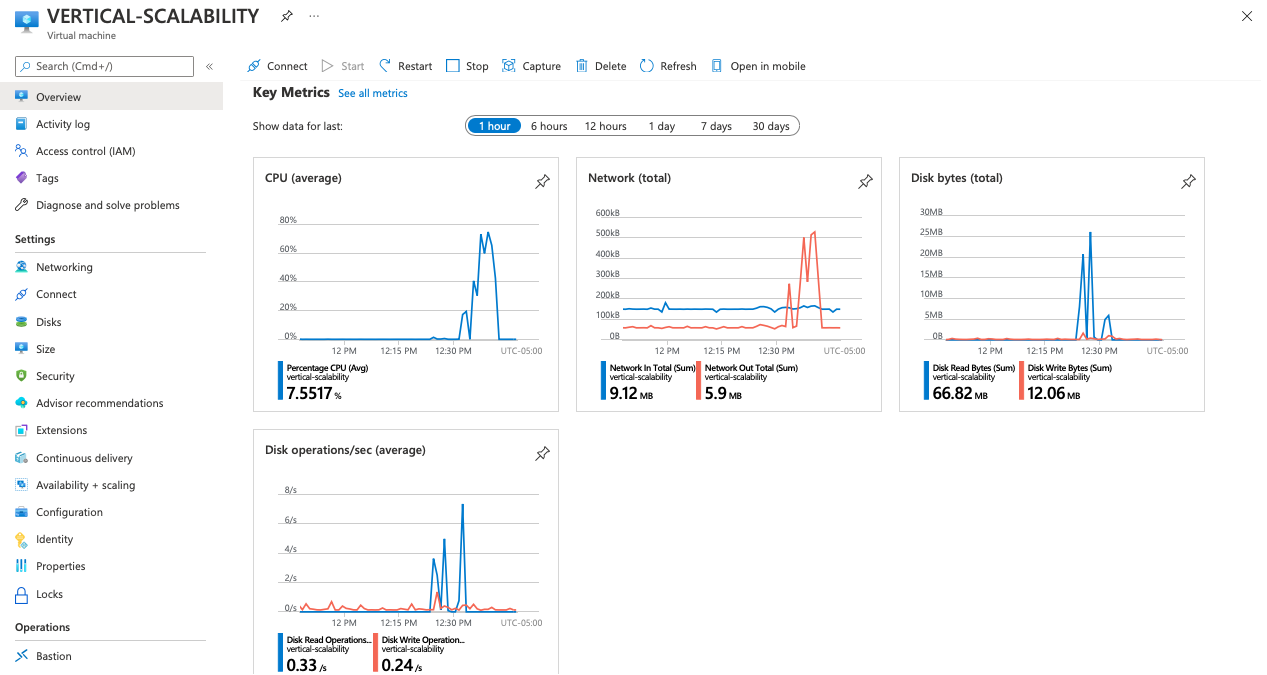 VERTICAL-SCALABILITY
Virtual machine
Search (Cmd+/)
«
Connect
Start
Restart
Stop
Capture
Delete
Refresh
Open in mobile
Overview
Activity log
Access control (IAM)
Tags
Diagnose and solve problems
Settings
Networking
Connect
Disks
Size
Security
Advisor recommendations
Extensions
Continuous delivery
Availability + scaling
Configuration
Identity
Properties
Locks
Operations
Bastion
Key Metrics See all metrics
Show data for last:
1 hour 6 hours 12 hours 1 day 7 days 30 days
CPU (average)
80%
60%
40%
20%
0%
12 PM 12:15 PM 12:30 PM UTC-05:00
Percentage CPU (Avg)
vertical-scalability
7.5517 %
Network (total)
600kB
500kB
400kB
300kB
200kB
100kB
0B
12 PM 12:15 PM 12:30 PM UTC-05:00
Network In Total (Sum)
vertical-scalability
9.12 MB
Network Out Total (Sum)
vertical-scalability
5.9 MB
Disk bytes (total)
30MB
25MB
20MB
15MB
10MB
5MB
0B
12 PM 12:15 PM 12:30 PM UTC-05:00
Disk Read Bytes (Sum)
vertical-scalability
66.82 MB
Disk Write Bytes (Sum)
vertical-scalability
12.06 MB
Disk operations/sec (average)
8/s
6/s
4/s
2/s
0/s
12 PM 12:15 PM 12:30 PM UTC-05:00
Disk Read Operations...
vertical-scalability
0.33 /s
Disk Write Operation...
vertical-scalability
0.24 /s